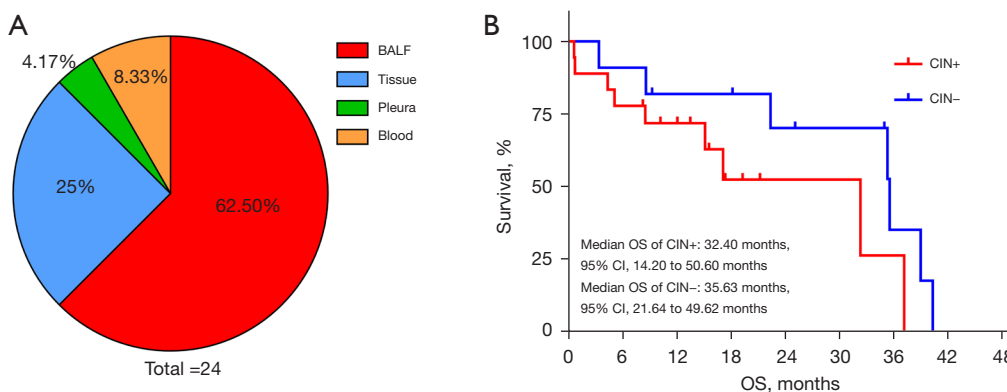 A
4.17%
8.33%
25%
62.50%
BALF
Tissue
Pleura
Blood
Total =24
B
Survival, %
100
75
50
25
0
CIN+
CIN−
Median OS of CIN+: 32.40 months,
95% CI, 14.20 to 50.60 months
Median OS of CIN−: 35.63 months,
95% CI, 21.64 to 49.62 months
0 6 12 18 24 30 36 42 48
OS, months